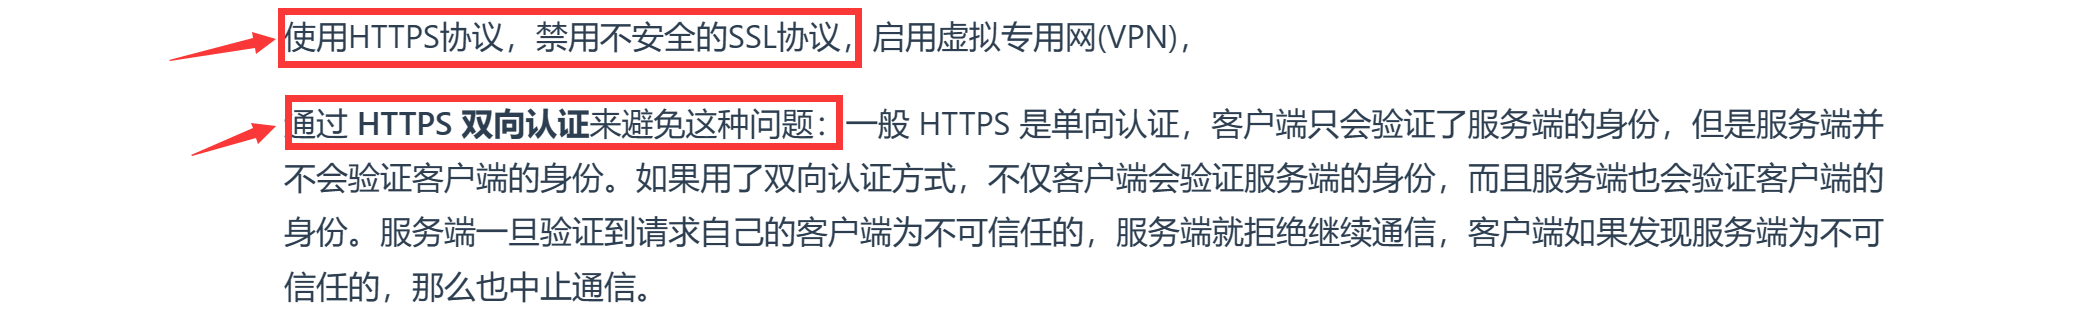 使用HTTPS协议，禁用不安全的SSL协议，启用虚拟专用网(VPN)，
通过 HTTPS 双向认证来避免这种问题：一般 HTTPS 是单向认证，客户端只会验证了服务端的身份，但是服务端并
不会验证客户端的身份。如果用了双向认证方式，不仅客户端会验证服务端的身份，而且服务端也会验证客户端的
身份。服务端一旦验证到请求自己的客户端为不可信任的，服务端就拒绝继续通信，客户端如果发现服务端为不可
信任的，那么也中止通信。